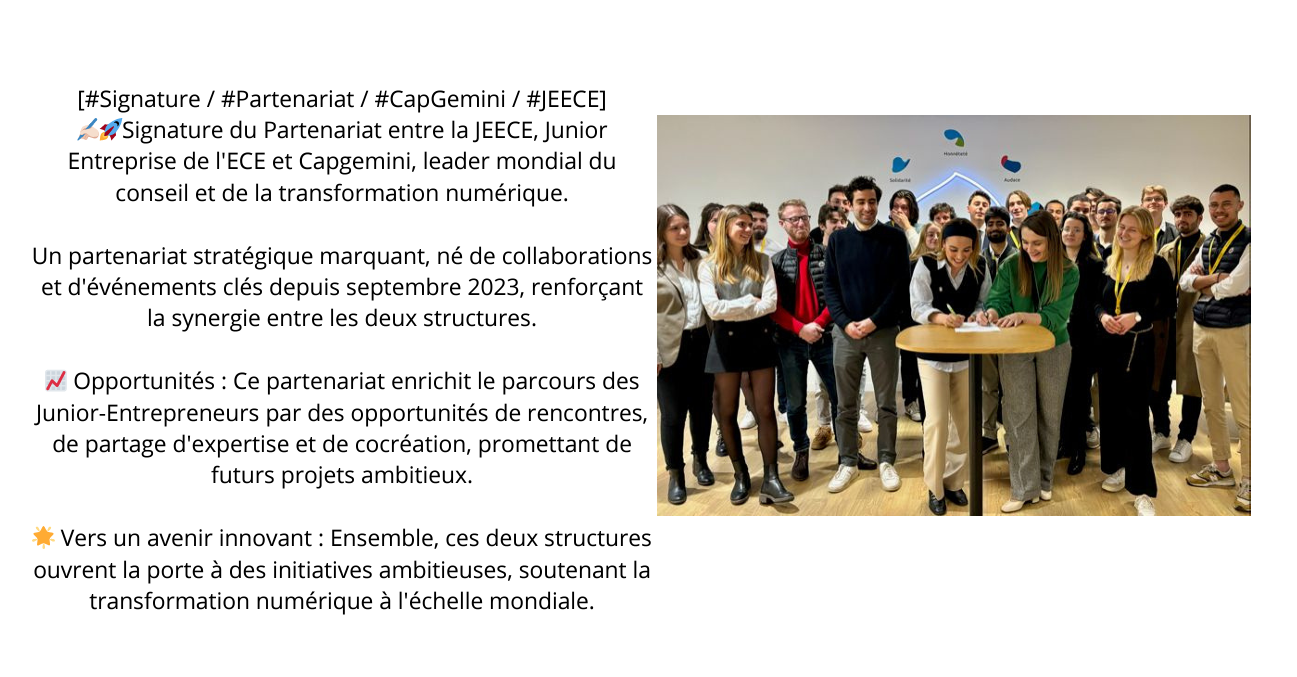 [#Signature / #Partenariat / #CapGemini / #JEECE]
✍🏻🚀Signature du Partenariat entre la JEECE, Junior
Entreprise de l'ECE et Capgemini, leader mondial du
conseil et de la transformation numérique.
Un partenariat stratégique marquant, né de collaborations
et d'événements clés depuis septembre 2023, renforçant
la synergie entre les deux structures.
📈 Opportunités : Ce partenariat enrichit le parcours des
Junior-Entrepreneurs par des opportunités de rencontres,
de partage d'expertise et de cocréation, promettant de
futurs projets ambitieux.
🌟 Vers un avenir innovant : Ensemble, ces deux structures
ouvrent la porte à des initiatives ambitieuses, soutenant la
transformation numérique à l'échelle mondiale.
Honnêteté
Solidarité
Audace